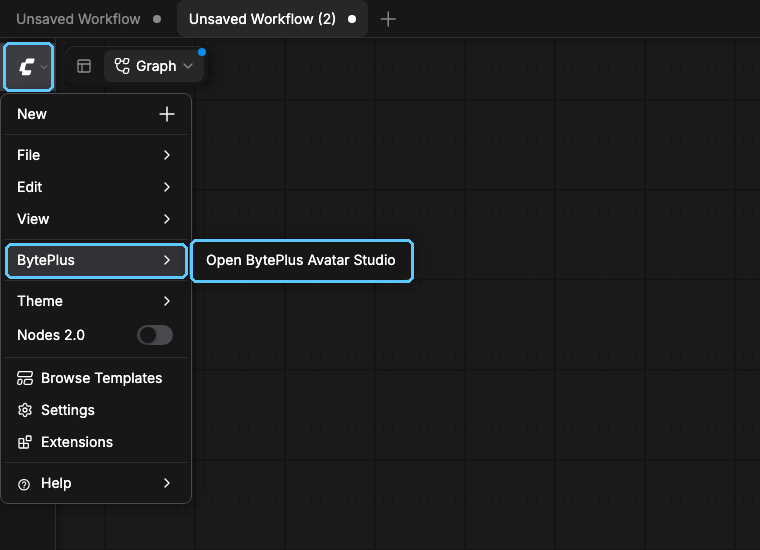 Unsaved Workflow
Unsaved Workflow (2)
Graph
New
File
Edit
View
BytePlus
Open BytePlus Avatar Studio
Theme
Nodes 2.0
Browse Templates
Settings
Extensions
Help